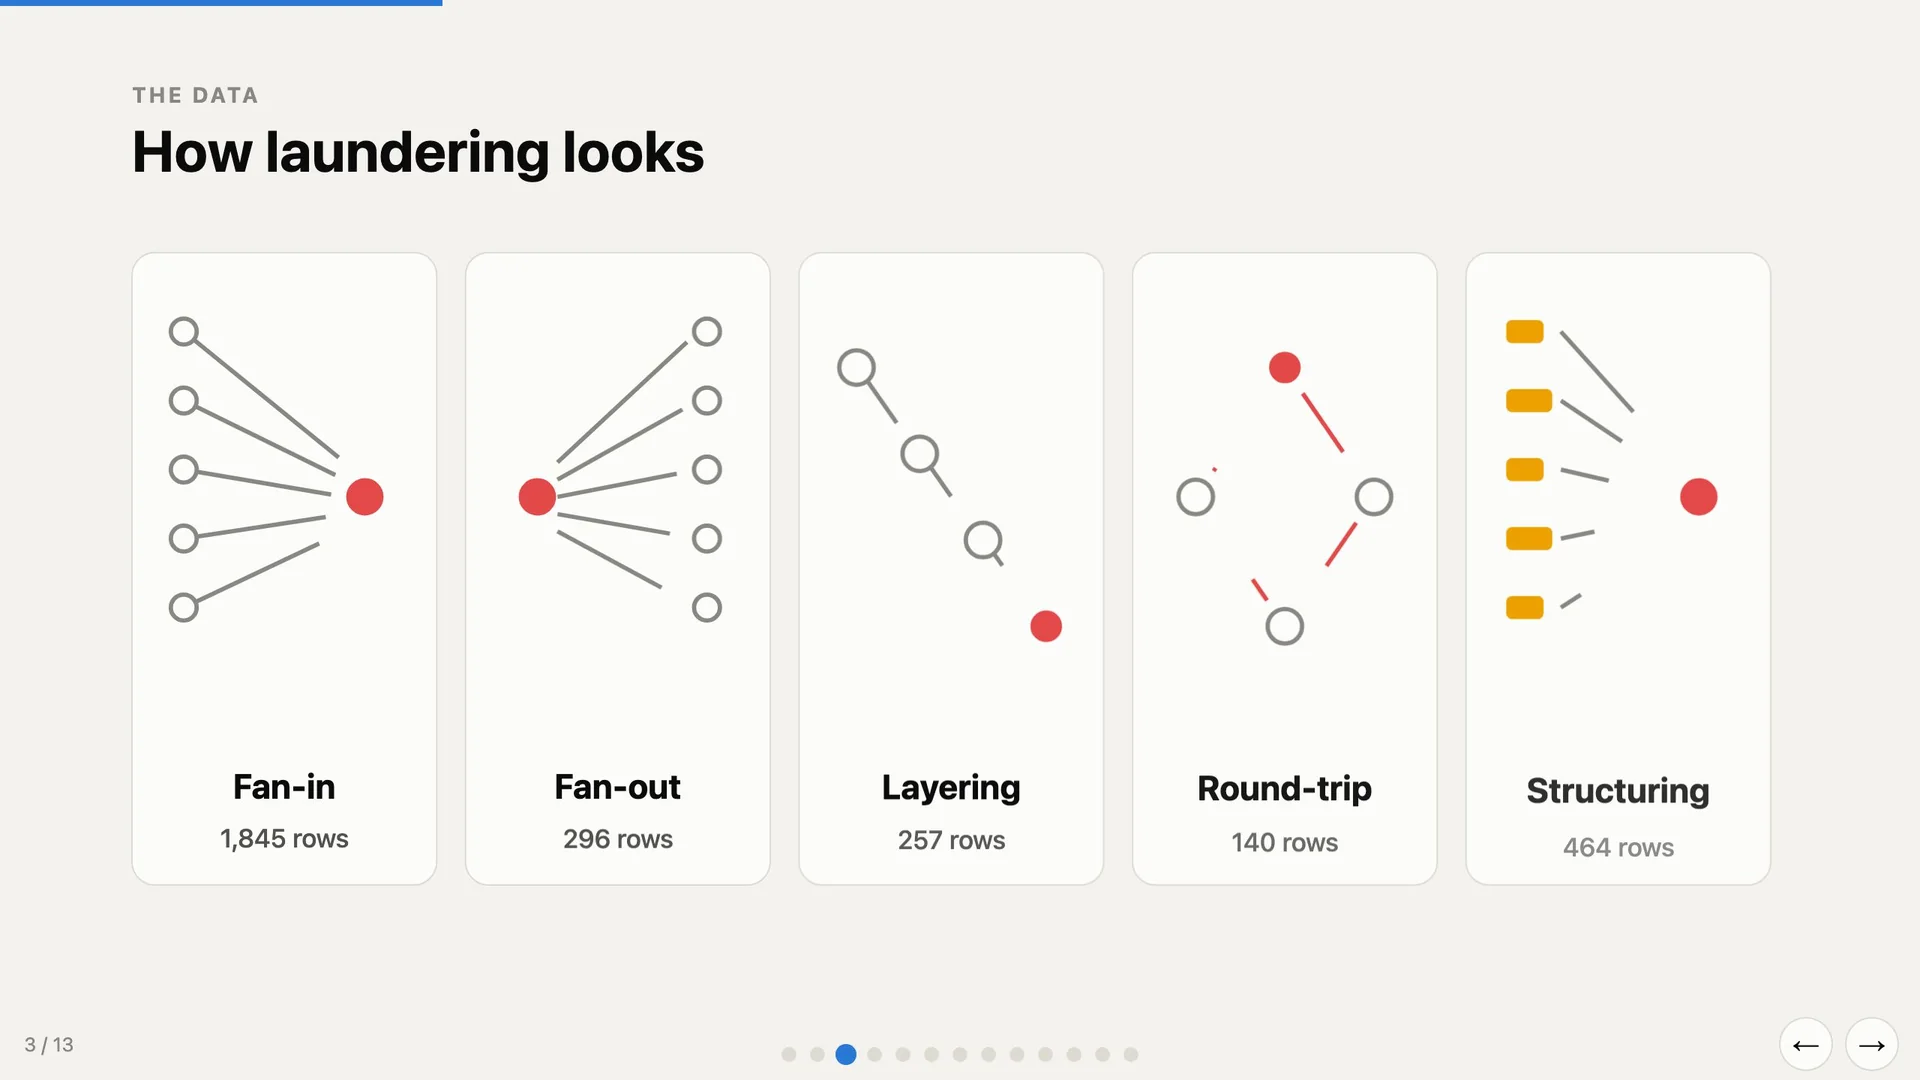 THE DATA
How laundering looks
Fan-in
1,845 rows
Fan-out
296 rows
Layering
257 rows
Round-trip
140 rows
Structuring
464 rows
3 / 13
← →